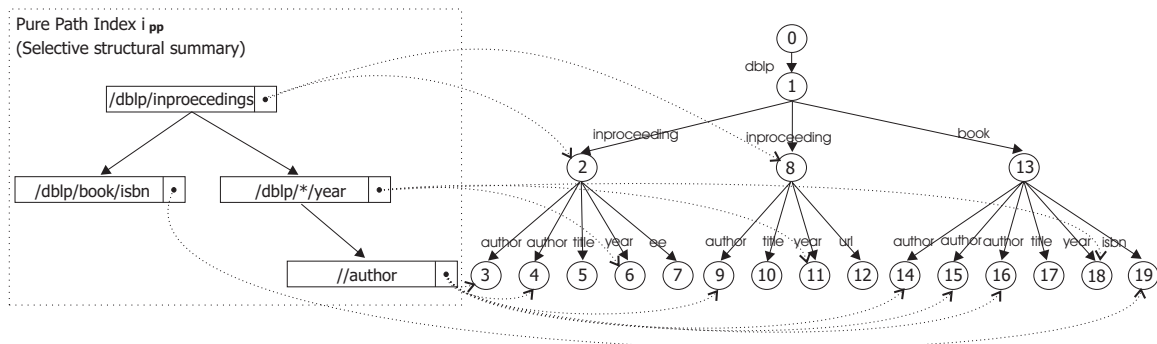 Pure Path Index i pp
(Selective structural summary)
/dblp/inproecedings
/dblp/book/isbn
/dblp/*/year
//author
0
dblp
1
inproceeding inproceeding book
2 8 13
author author title year ee author title year url author author author title year isbn
3 4 5 6 7 9 10 11 12 14 15 16 17 18 19